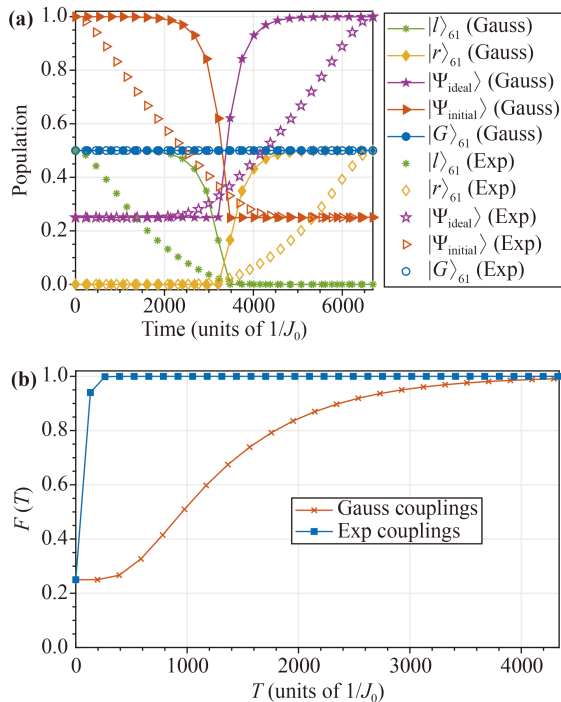 (a)
1.0
0.8
0.6
0.4
0.2
0.0
Population
0 2000 4000 6000
Time (units of 1/J₀)
|l⟩₆₁ (Gauss)
|r⟩₆₁ (Gauss)
|Ψideal⟩ (Gauss)
|Ψinitial⟩ (Gauss)
|G⟩₆₁ (Gauss)
|l⟩₆₁ (Exp)
|r⟩₆₁ (Exp)
|Ψideal⟩ (Exp)
|Ψinitial⟩ (Exp)
|G⟩₆₁ (Exp)
(b)
1.0
0.8
0.6
0.4
0.2
0.0
F (T)
Gauss couplings
Exp couplings
0 1000 2000 3000 4000
T (units of 1/J₀)